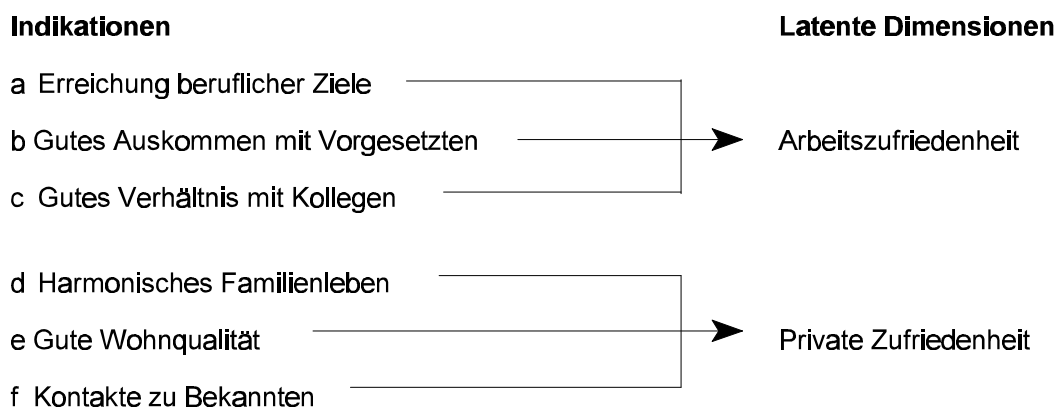 Indikationen Latente Dimensionen
a Erreichung beruflicher Ziele
b Gutes Auskommen mit Vorgesetzten Arbeitszufriedenheit
c Gutes Verhältnis mit Kollegen
d Harmonisches Familienleben
e Gute Wohnqualität Private Zufriedenheit
f Kontakte zu Bekannten